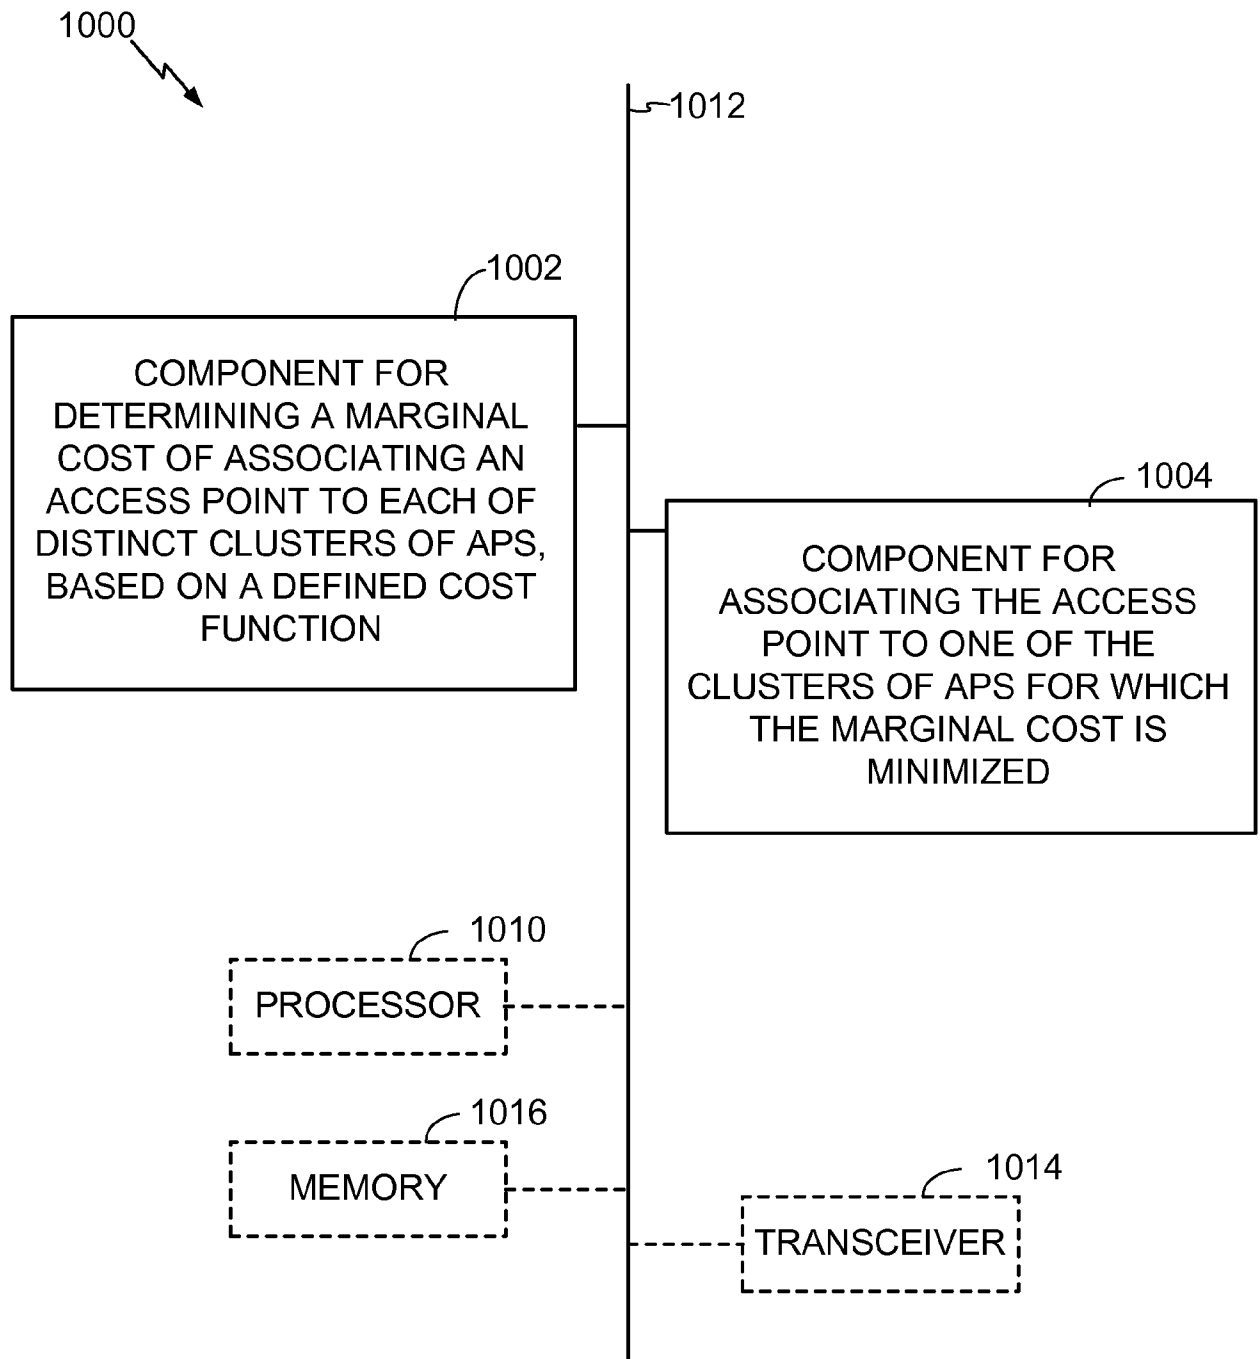 1000
1012
1002
COMPONENT FOR
DETERMINING A MARGINAL
COST OF ASSOCIATING AN
ACCESS POINT TO EACH OF
DISTINCT CLUSTERS OF APS,
BASED ON A DEFINED COST
FUNCTION
1004
COMPONENT FOR
ASSOCIATING THE ACCESS
POINT TO ONE OF THE
CLUSTERS OF APS FOR WHICH
THE MARGINAL COST IS
MINIMIZED
1010
PROCESSOR
1016
MEMORY
1014
TRANSCEIVER